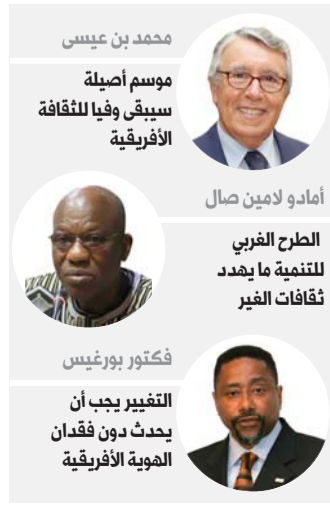 محمد بن عيسى
موسم أصيلة
سيبقى وفيا للثقافة
الأفريقية
أمادو لامين صال
الطرح الغربي
للتنمية ما يهدد
ثقافات الغير
فكتور بورغيس
التغيير يجب أن
يحدث دون فقدان
الهوية الأفريقية